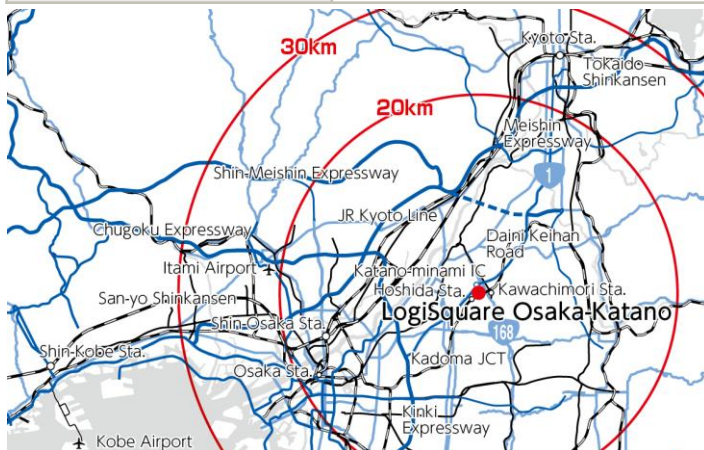 30km
Kyoto Sta.
Tokaido
Shinkansen
20km
Meishin
Expressway
Shin-Meishin Expressway
1
JR Kyoto Line
Chugoku Expressway
Daini Keihan
Road
Itami Airport
Katano-minami IC
Hoshida Sta.
Kawachimori Sta.
San-yo Shinkansen
LogiSquare Osaka-Katano
Shin-Osaka Sta.
168
Shin-Kobe Sta.
Kadoma JCT
Osaka Sta.
Kinki
Expressway
Kobe Airport